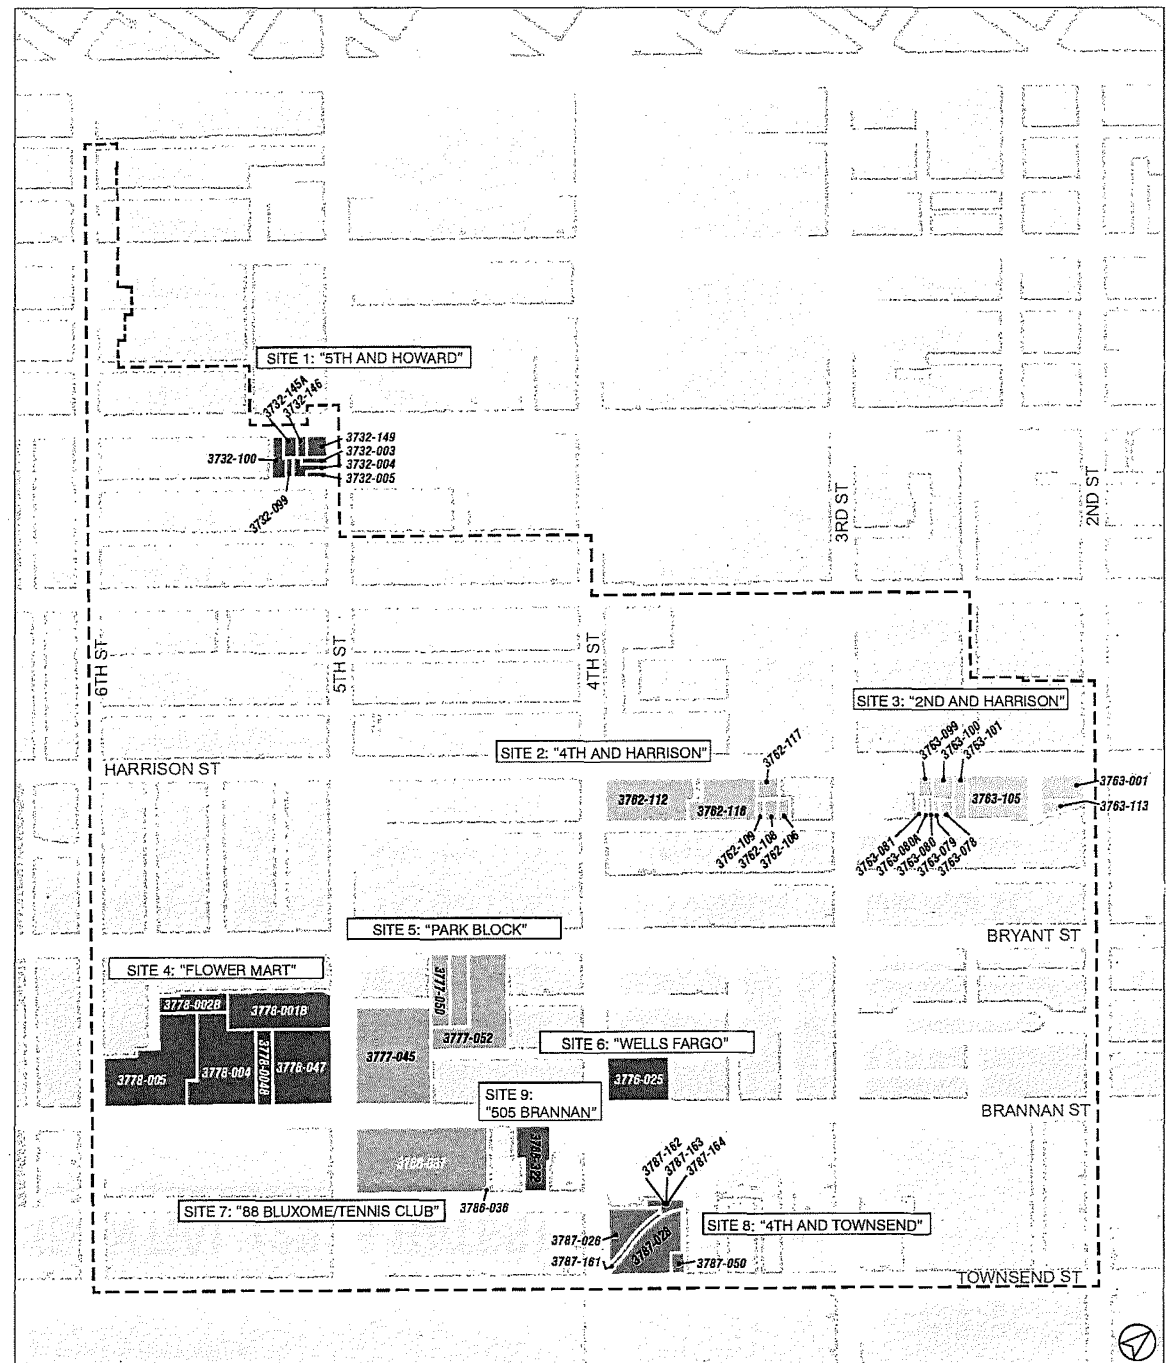 SITE 1: "5TH AND HOWARD"
3732-145A
3732-146
3732-149
3732-003
3732-004
3732-005
3732-100
3732-099
3RD ST
2ND ST
6TH ST
5TH ST
4TH ST
SITE 3: "2ND AND HARRISON"
SITE 2: "4TH AND HARRISON"
3762-117
3763-099
3763-100
3763-101
HARRISON ST
3762-112
3762-116
3763-105
3763-001
3763-113
3762-109
3762-108
3762-106
3763-081
3763-080A
3763-080
3763-079
3763-078
SITE 5: "PARK BLOCK"
BRYANT ST
SITE 4: "FLOWER MART"
3778-002B
3778-001B
3777-050
3777-052
3777-045
SITE 6: "WELLS FARGO"
3778-005
3778-004
3778-004B
3778-047
3776-025
SITE 9:
"505 BRANNAN"
BRANNAN ST
3786-322
3787-162
3787-163
3787-164
3786-036
SITE 7: "88 BLUXOME/TENNIS CLUB"
SITE 8: "4TH AND TOWNSEND"
3787-026
3787-028
3787-161
3787-050
TOWNSEND ST